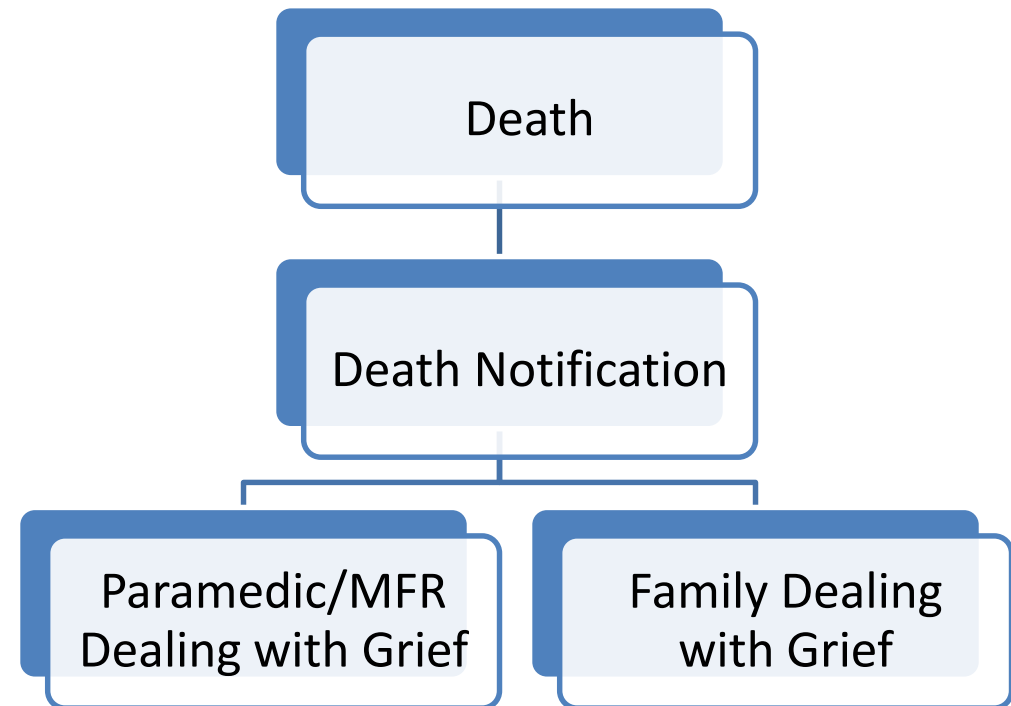 Death
Death Notification
Paramedic/MFR
Dealing with Grief
Family Dealing
with Grief